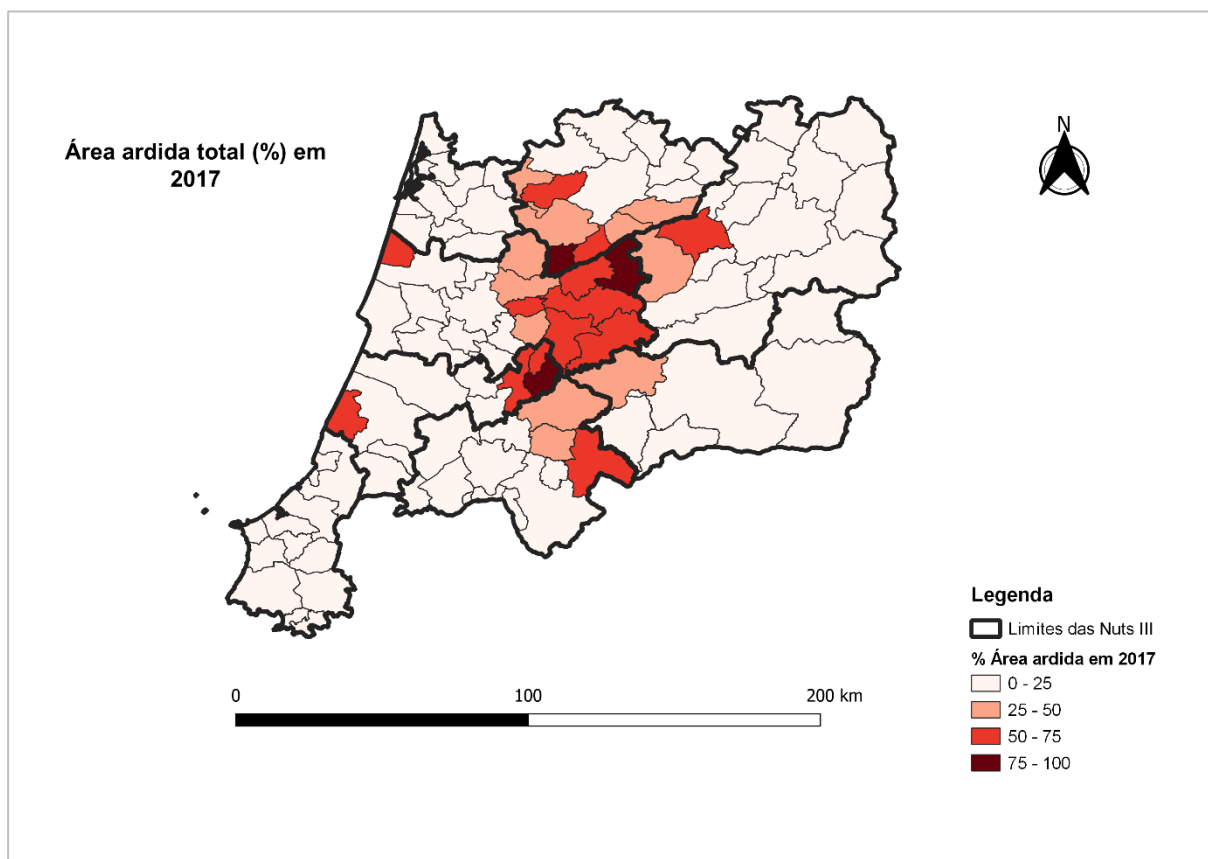 Área ardida total (%) em
2017
N
Legenda
Limites das Nuts III
% Área ardida em 2017
0 - 25
25 - 50
50 - 75
75 - 100
0 100 200 km